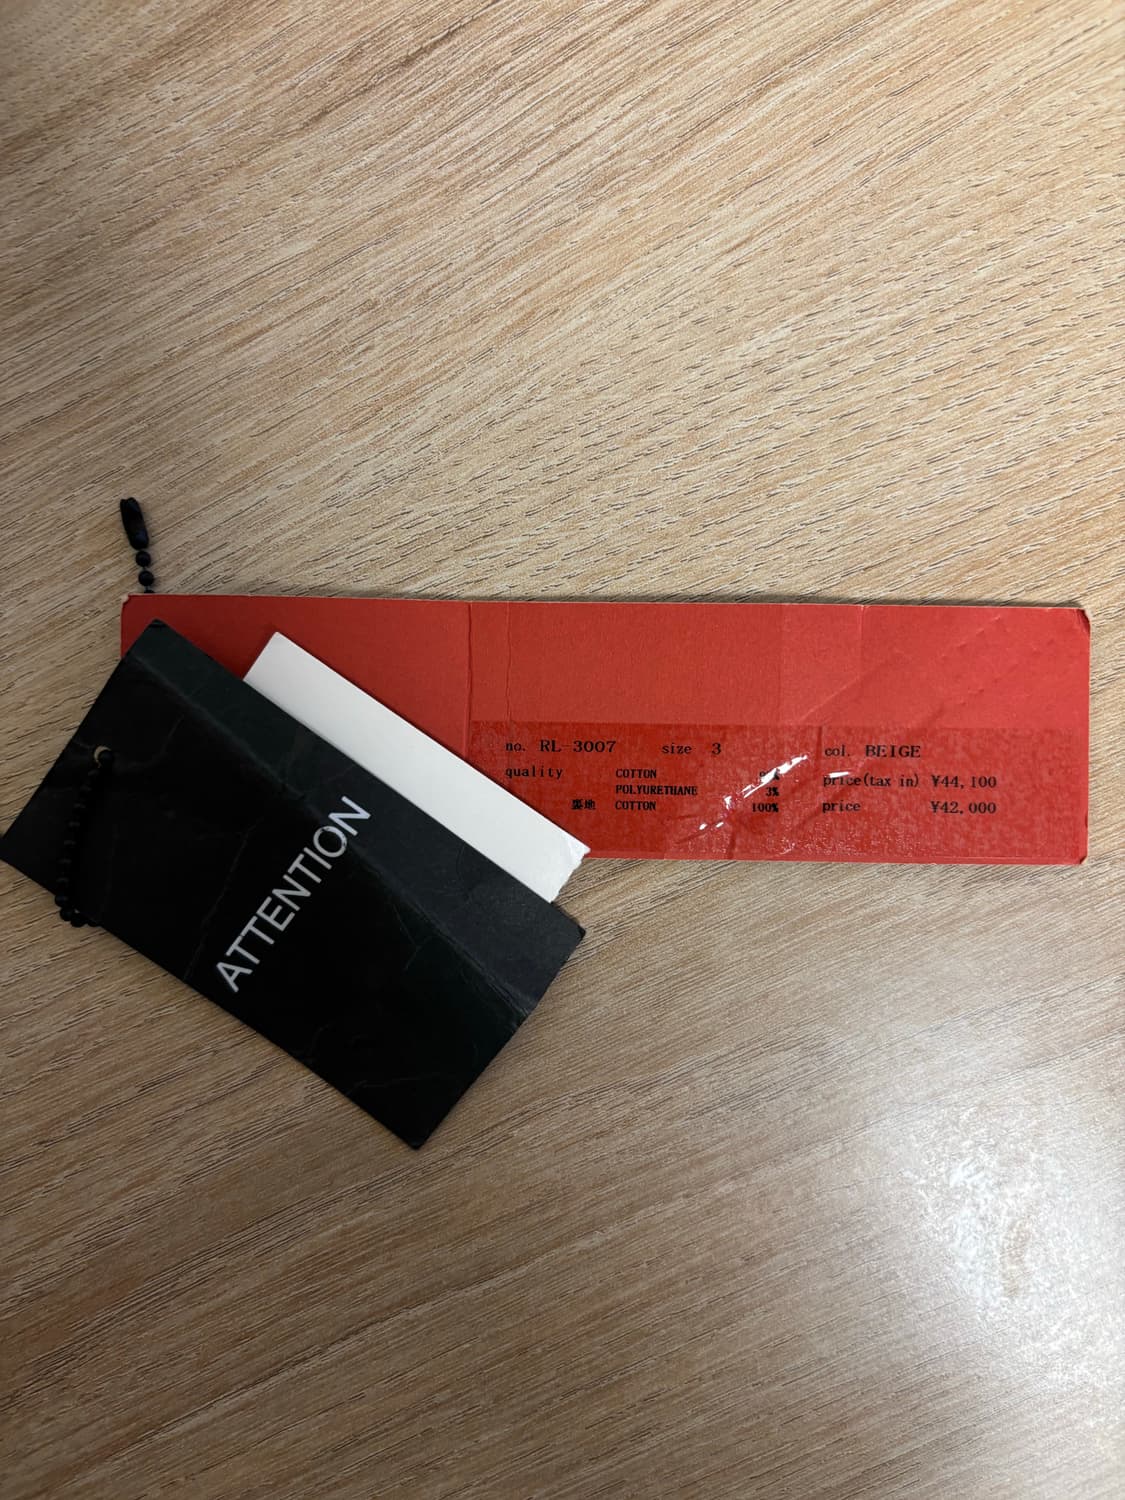 no. RL-3007 size 3 col. BEIGE
quality COTTON price(tax in) ¥44,100
POLYURETHANE 3%
裏地 COTTON 100% price ¥42,000
ATTENTION